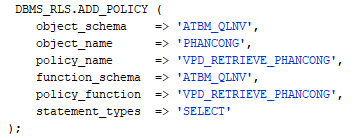 DBMS_RLS.ADD_POLICY (
object_schema => 'ATBM_QLNV',
object_name => 'PHANCONG',
policy_name => 'VPD_RETRIEVE_PHANCONG',
function_schema => 'ATBM_QLNV',
policy_function => 'VPD_RETRIEVE_PHANCONG',
statement_types => 'SELECT'
);